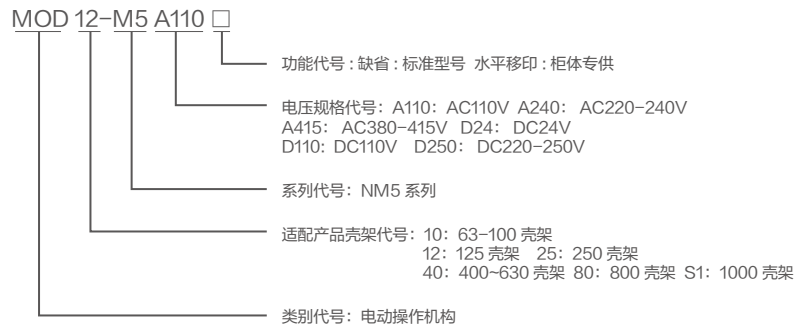 MOD 12-M5 A110 □
功能代号：缺省：标准型号 水平移印：柜体专供
电压规格代号：A110：AC110V A240：AC220-240V
A415：AC380-415V D24：DC24V
D110：DC110V D250：DC220-250V
系列代号：NM5 系列
适配产品壳架代号：10：63-100 壳架
12：125 壳架 25：250 壳架
40：400~630 壳架 80：800 壳架 S1：1000 壳架
类别代号：电动操作机构